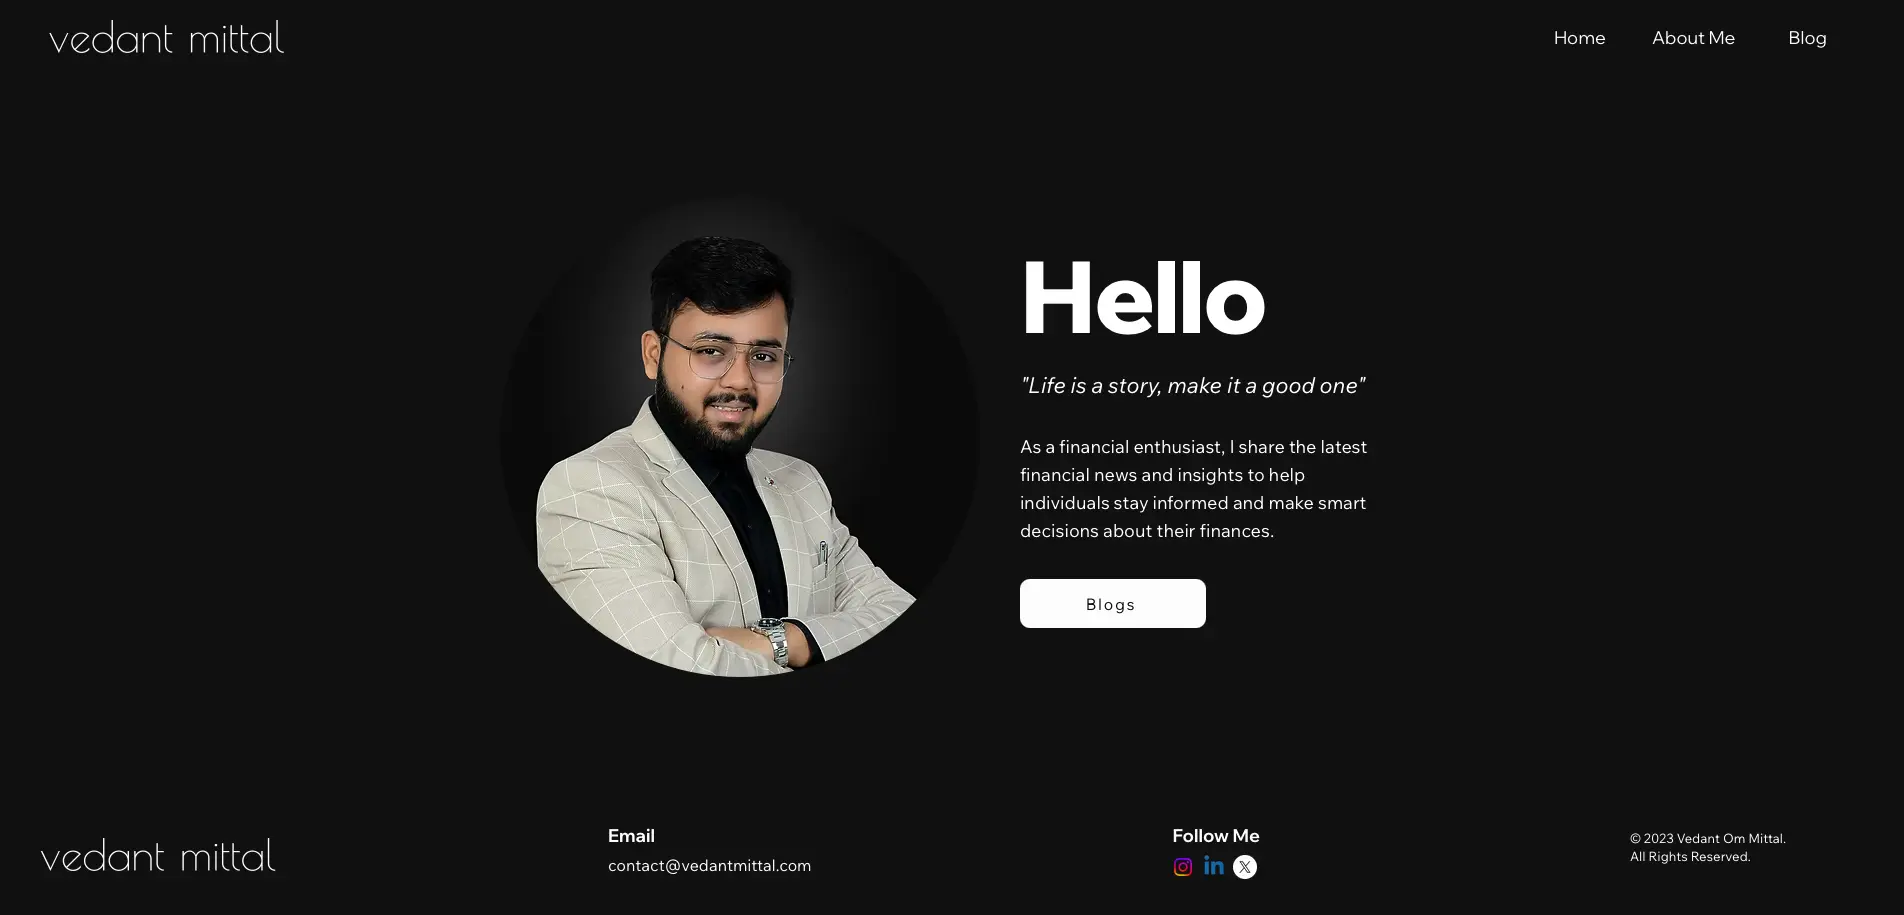 vedant mittal
Home
About Me
Blog
Hello
"Life is a story, make it a good one"
As a financial enthusiast, I share the latest
financial news and insights to help
individuals stay informed and make smart
decisions about their finances.
Blogs
vedant mittal
Email
contact@vedantmittal.com
Follow Me
in
X
© 2023 Vedant Om Mittal.
All Rights Reserved.